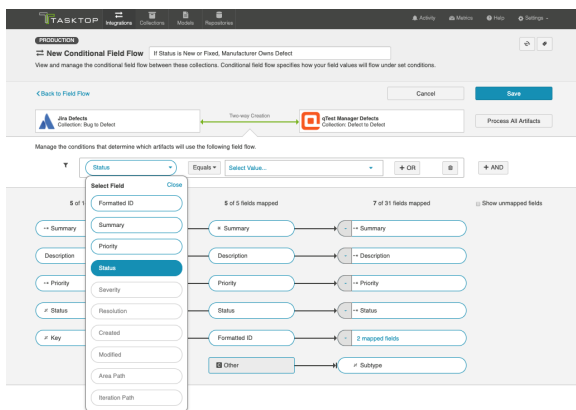 TASKTOP
Integrations
Collections
Models
Repositories
Activity
Metrics
Help
Settings
PRODUCTION
New Conditional Field Flow
If Status is New or Fixed, Manufacturer Owns Defect
View and manage the conditional field flow between these collections. Conditional field flow specifies how your field values will flow under set conditions.
Back to Field Flow
Cancel
Save
Jira Defects
Collection: Bug to Defect
Two-way Creation
qTest Manager Defects
Collection: Defect to Defect
Process All Artifacts
Manage the conditions that determine which artifacts will use the following field flow.
Status
Equals
Select Value...
+ OR
+ AND
Select Field
Close
Formatted ID
Summary
Priority
Status
Severity
Resolution
Created
Modified
Area Path
Iteration Path
5 of 1
5 of 5 fields mapped
7 of 31 fields mapped
Show unmapped fields
Summary
Summary
Summary
Description
Description
Description
Priority
Priority
Priority
Status
Status
Status
Key
Formatted ID
2 mapped fields
Other
Subtype